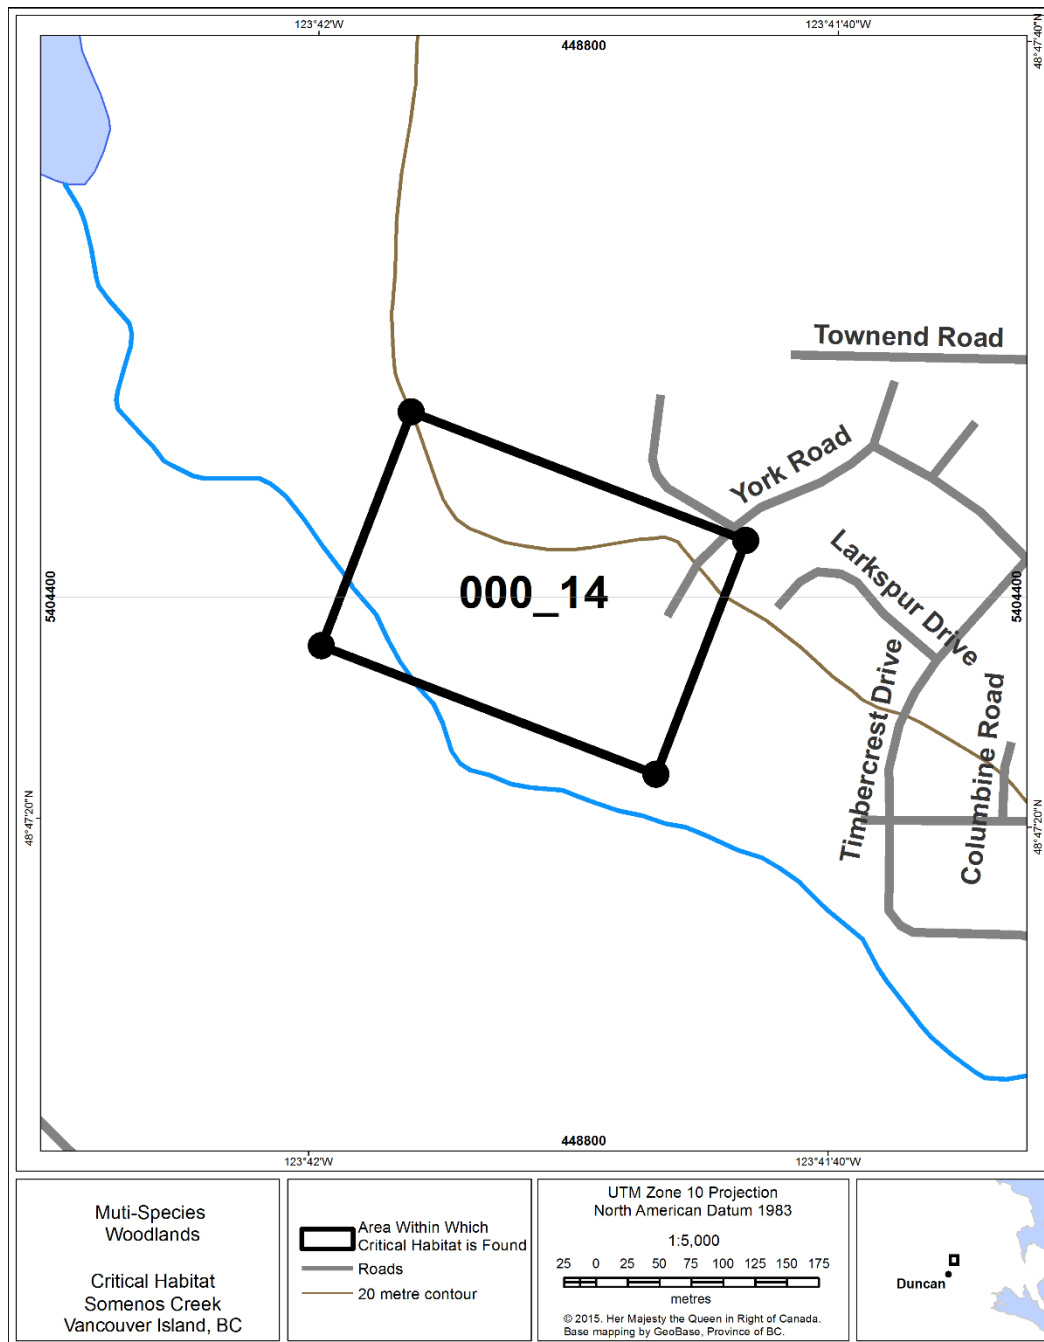 123°42'W
123°41'40"W
448800
48°47'40"N
48°47'40"N
Townend Road
York Road
Larkspur Drive
000_14
5404400
5404400
Timbercrest Drive
Columbine Road
48°47'20"N
48°47'20"N
448800
123°42'W
123°41'40"W
Muti-Species
Woodlands
Critical Habitat
Somenos Creek
Vancouver Island, BC
Area Within Which
Critical Habitat is Found
Roads
20 metre contour
UTM Zone 10 Projection
North American Datum 1983
1:5,000
25 0 25 50 75 100 125 150 175
metres
© 2015. Her Majesty the Queen in Right of Canada.
Base mapping by GeoBase, Province of BC.
Duncan